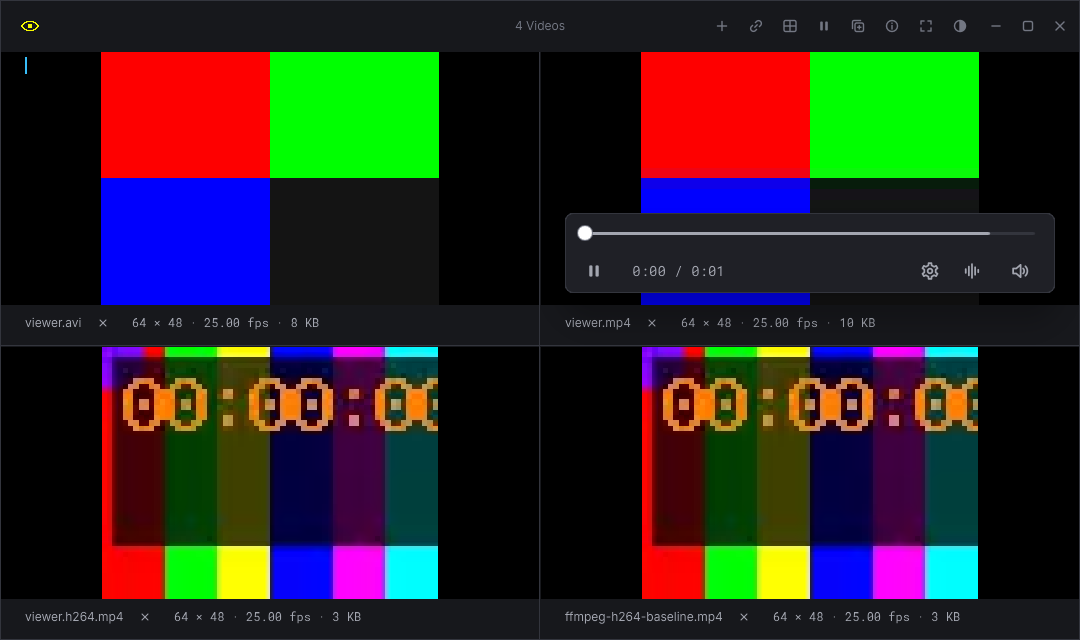 4 Videos
0:00 / 0:01
viewer.avi × 64 × 48 · 25.00 fps · 8 KB
viewer.mp4 × 64 × 48 · 25.00 fps · 10 KB
00:00:0
00:00:0
viewer.h264.mp4 × 64 × 48 · 25.00 fps · 3 KB
ffmpeg-h264-baseline.mp4 × 64 × 48 · 25.00 fps · 3 KB